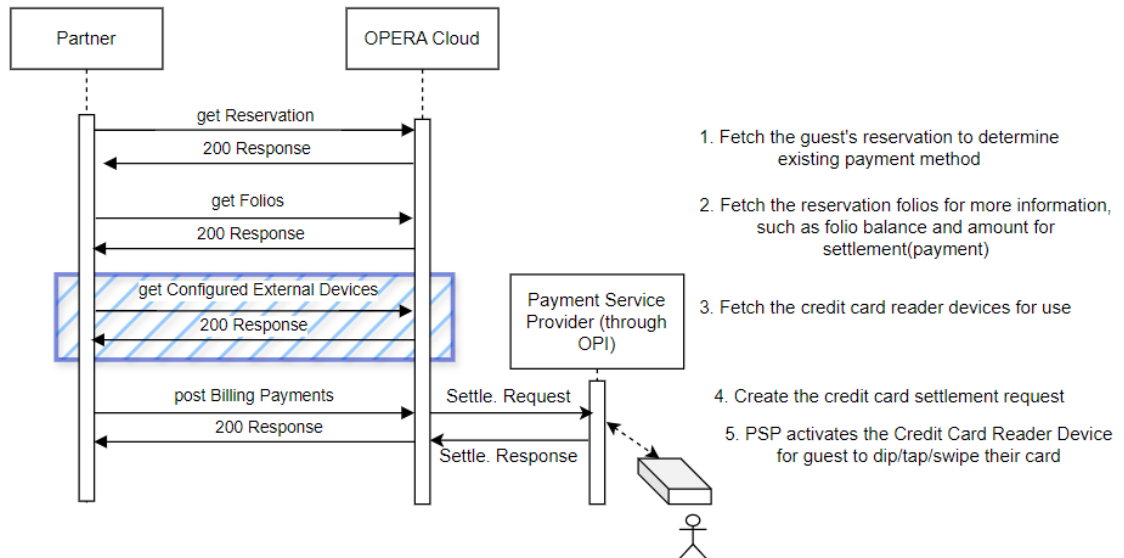 Partner
OPERA Cloud
get Reservation
200 Response
1. Fetch the guest's reservation to determine
existing payment method
get Folios
200 Response
2. Fetch the reservation folios for more information,
such as folio balance and amount for
settlement(payment)
get Configured External Devices
200 Response
Payment Service
Provider (through
OPI)
3. Fetch the credit card reader devices for use
post Billing Payments
200 Response
Settle. Request
Settle. Response
4. Create the credit card settlement request
5. PSP activates the Credit Card Reader Device
for guest to dip/tap/swipe their card